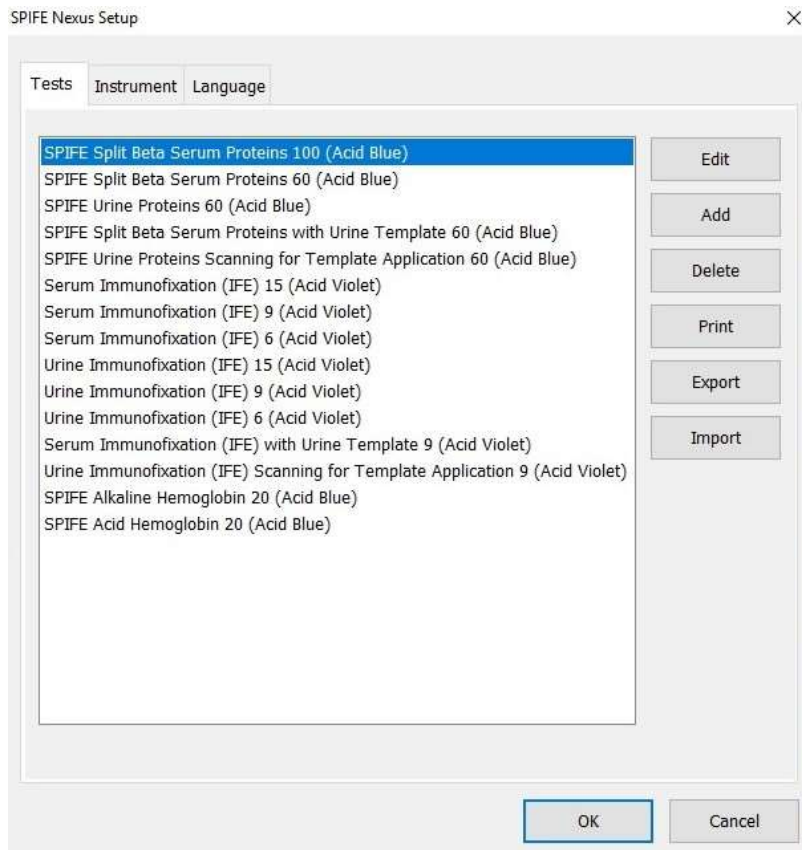 SPIFE Nexus Setup
Tests
Instrument
Language
SPIFE Split Beta Serum Proteins 100 (Acid Blue)
SPIFE Split Beta Serum Proteins 60 (Acid Blue)
SPIFE Urine Proteins 60 (Acid Blue)
SPIFE Split Beta Serum Proteins with Urine Template 60 (Acid Blue)
SPIFE Urine Proteins Scanning for Template Application 60 (Acid Blue)
Serum Immunofixation (IFE) 15 (Acid Violet)
Serum Immunofixation (IFE) 9 (Acid Violet)
Serum Immunofixation (IFE) 6 (Acid Violet)
Urine Immunofixation (IFE) 15 (Acid Violet)
Urine Immunofixation (IFE) 9 (Acid Violet)
Urine Immunofixation (IFE) 6 (Acid Violet)
Serum Immunofixation (IFE) with Urine Template 9 (Acid Violet)
Urine Immunofixation (IFE) Scanning for Template Application 9 (Acid Violet)
SPIFE Alkaline Hemoglobin 20 (Acid Blue)
SPIFE Acid Hemoglobin 20 (Acid Blue)
Edit
Add
Delete
Print
Export
Import
OK
Cancel